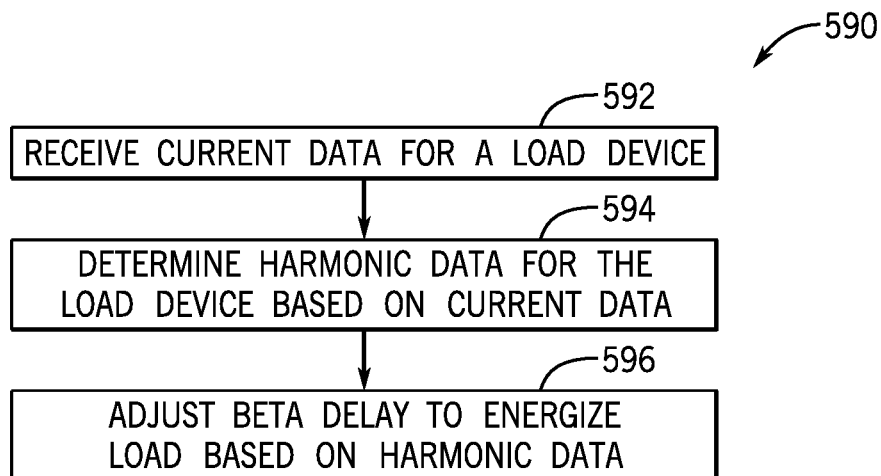 590
592
RECEIVE CURRENT DATA FOR A LOAD DEVICE
594
DETERMINE HARMONIC DATA FOR THE
LOAD DEVICE BASED ON CURRENT DATA
596
ADJUST BETA DELAY TO ENERGIZE
LOAD BASED ON HARMONIC DATA